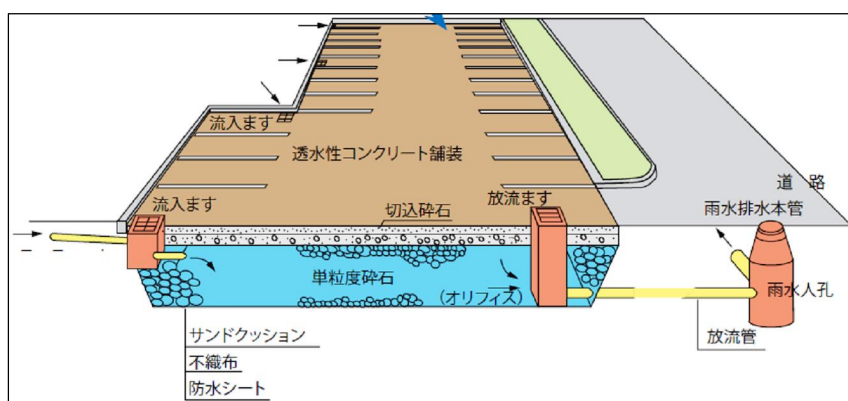 流入ます
透水性コンクリート舗装
道 路
流入ます
切込砕石
放流ます
雨水排水本管
単粒度砕石
(オリフィス)
雨水人孔
放流管
サンドクッション
不織布
防水シート